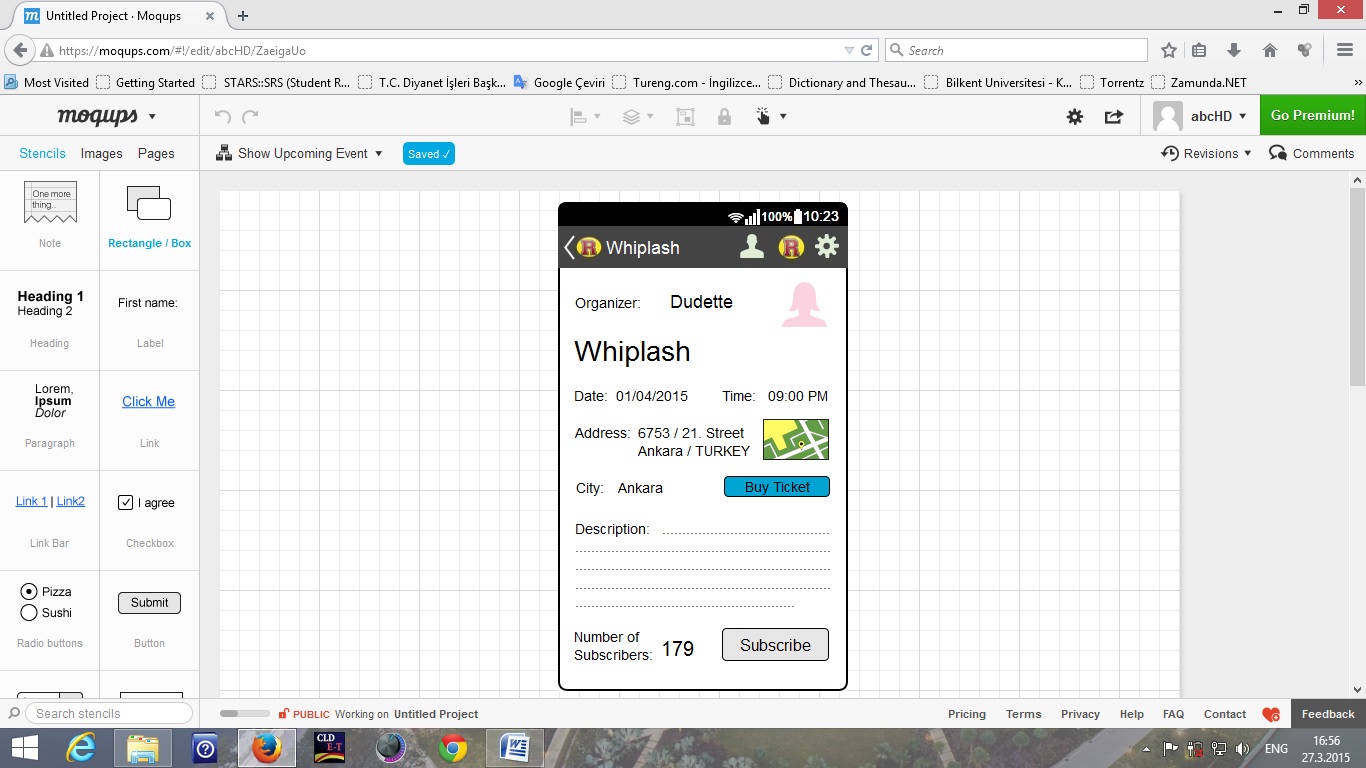 Untitled Project · Moqups
https://moqups.com/#!/edit/abcHD/ZaeigaUo
Search
Most Visited
Getting Started
STARS::SRS (Student R...
T.C. Diyanet İşleri Başk...
Google Çeviri
Tureng.com - İngilizce...
Dictionary and Thesau...
Bilkent Universitesi - K...
Torrentz
Zamunda.NET
moqups
abcHD
Go Premium!
Stencils Images Pages
Show Upcoming Event
Saved ✓
Revisions
Comments
One more
thing..
Note
Rectangle / Box
Heading 1
Heading 2
Heading
First name:
Label
Lorem,
Ipsum
Dolor
Paragraph
Click Me
Link
Link 1 | Link2
Link Bar
I agree
Checkbox
Pizza
Sushi
Radio buttons
Submit
Button
Search stencils
100% 10:23
R Whiplash R
Organizer: Dudette
Whiplash
Date: 01/04/2015 Time: 09:00 PM
Address: 6753 / 21. Street
Ankara / TURKEY
City: Ankara
Buy Ticket
Description:
Number of
Subscribers: 179
Subscribe
PUBLIC Working on Untitled Project
Pricing Terms Privacy Help FAQ Contact
Feedback
CLD
E-T
ENG
16:56
27.3.2015